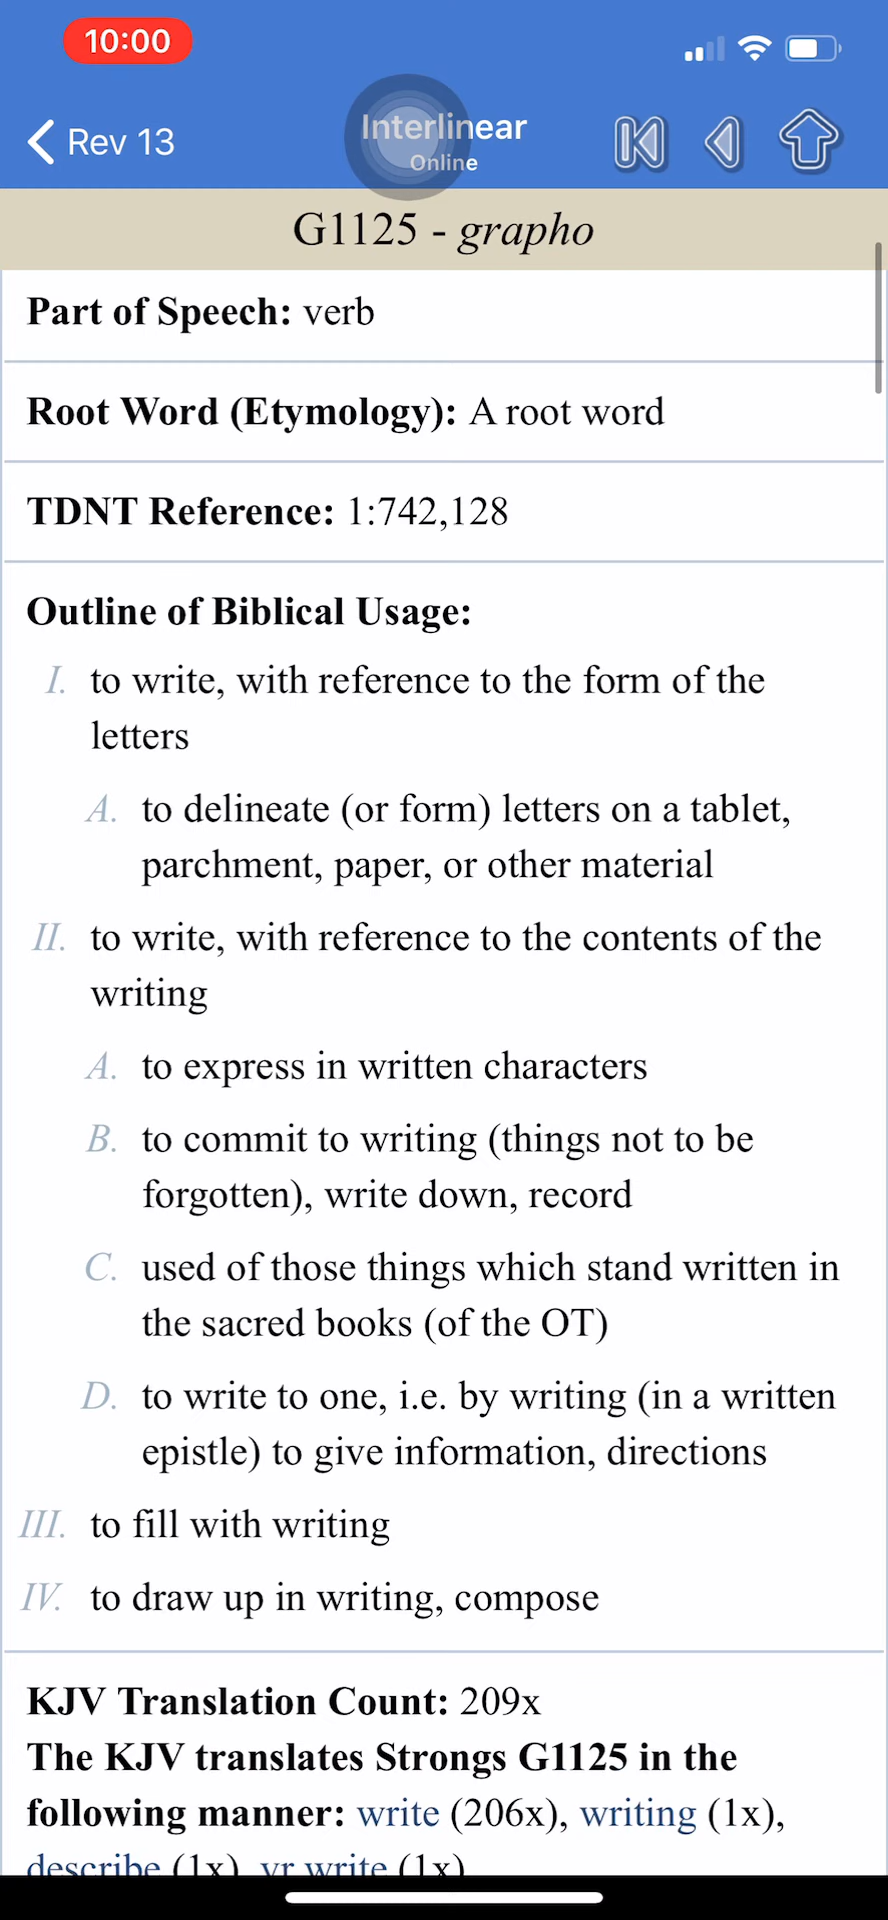 10:00
Rev 13
Interlinear
Online
G1125 - grapho
Part of Speech: verb
Root Word (Etymology): A root word
TDNT Reference: 1:742,128
Outline of Biblical Usage:
I. to write, with reference to the form of the
letters
A. to delineate (or form) letters on a tablet,
parchment, paper, or other material
II. to write, with reference to the contents of the
writing
A. to express in written characters
B. to commit to writing (things not to be
forgotten), write down, record
C. used of those things which stand written in
the sacred books (of the OT)
D. to write to one, i.e. by writing (in a written
epistle) to give information, directions
III. to fill with writing
IV. to draw up in writing, compose
KJV Translation Count: 209x
The KJV translates Strongs G1125 in the
following manner: write (206x), writing (1x),
describe (1x), vr write (1x)